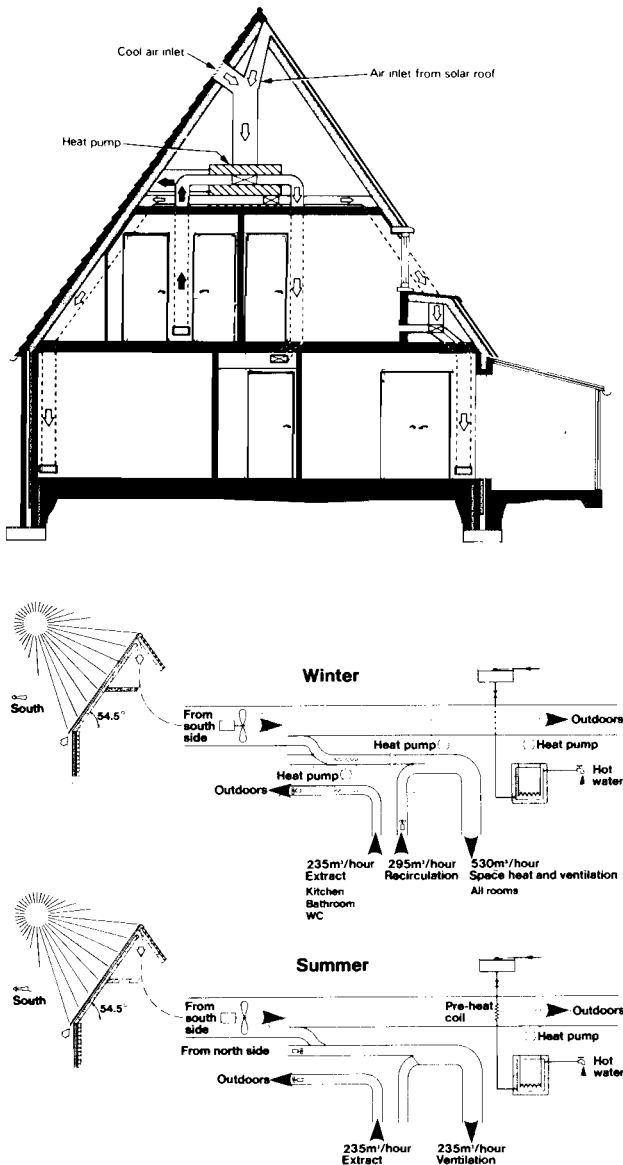 Cool air inlet
Air inlet from solar roof
Heat pump
Winter
South
54.5°
From
south
side
Outdoors
Heat pump
Heat pump
Heat pump
Outdoors
Hot
water
235m³/hour
Extract
Kitchen
Bathroom
WC
295m³/hour
Recirculation
530m³/hour
Space heat and ventilation
All rooms
Summer
South
54.5°
From
south
side
Pre-heat
coil
Outdoors
From north side
Heat pump
Outdoors
Hot
water
235m³/hour
Extract
235m³/hour
Ventilation